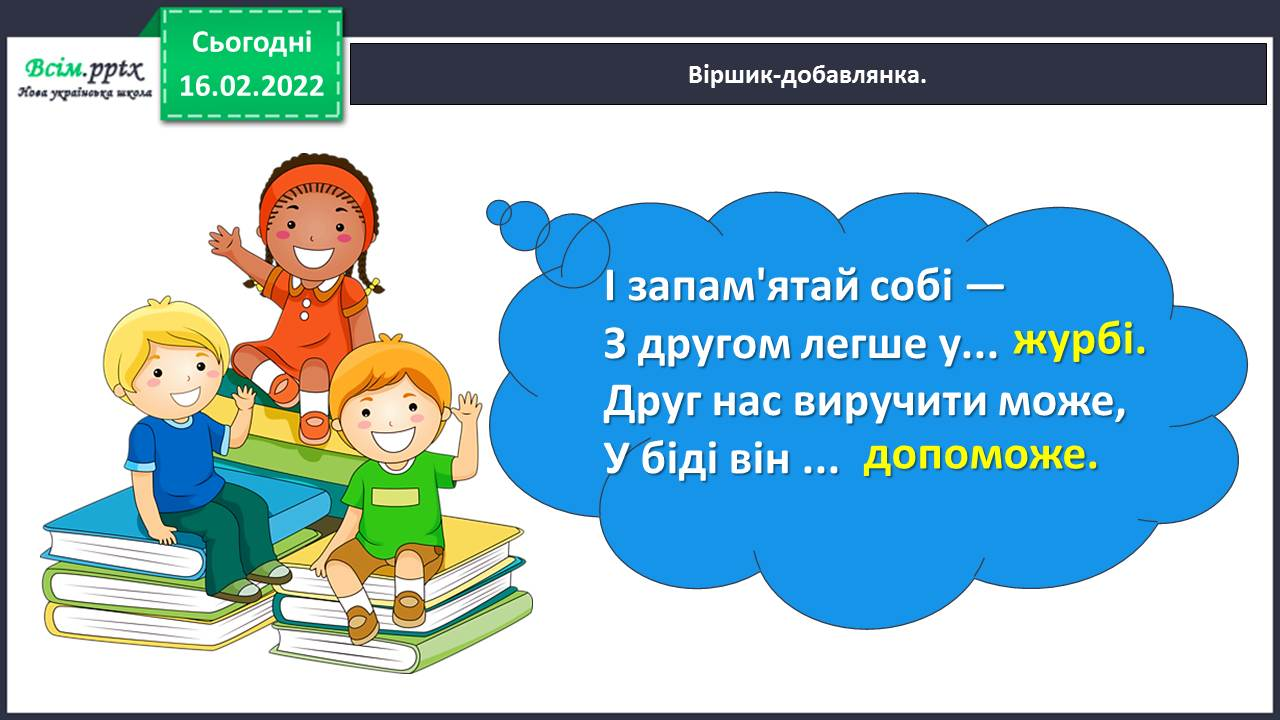 Сьогодні
16.02.2022
Всім.pptx
Нова українська школа
Віршик-добавлянка.
І запам'ятай собі —
З другом легше у... журбі.
Друг нас виручити може,
У біді він ... допоможе.